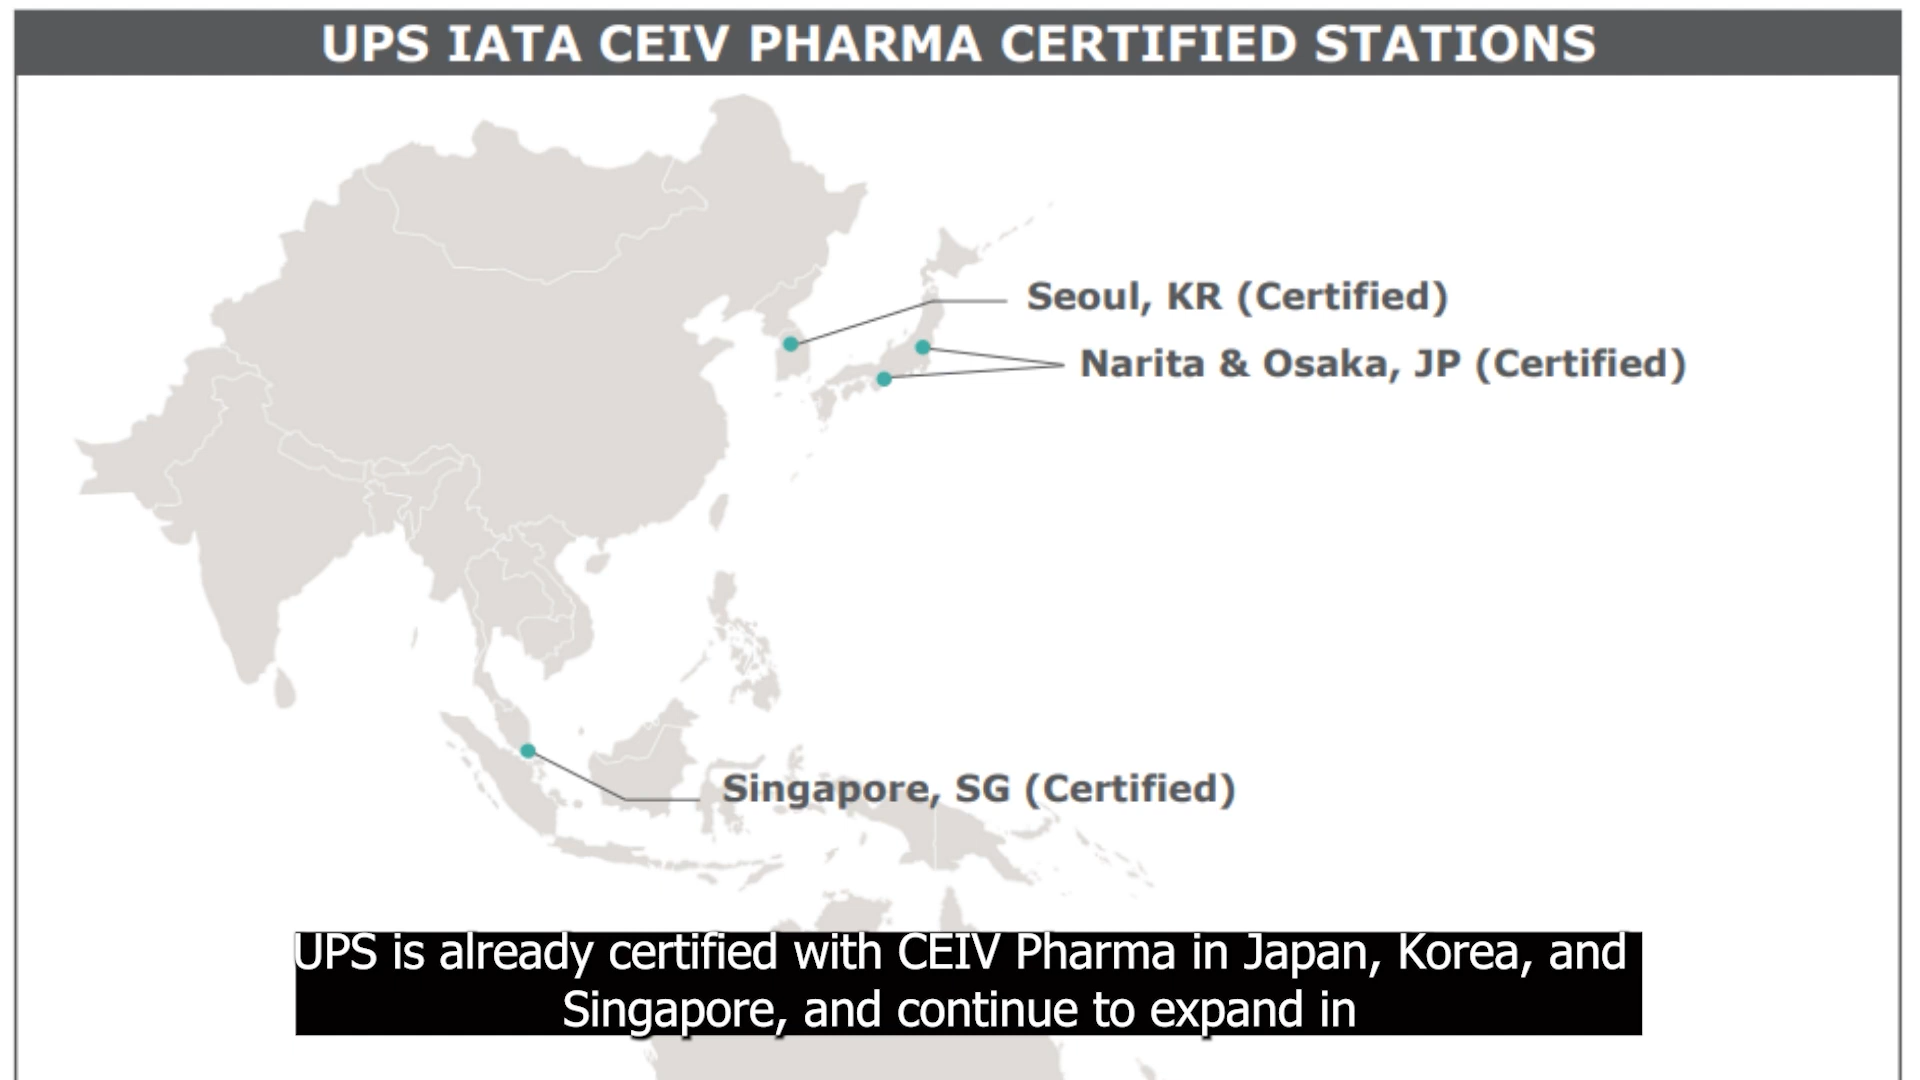 UPS IATA CEIV PHARMA CERTIFIED STATIONS
Seoul, KR (Certified)
Narita & Osaka, JP (Certified)
Singapore, SG (Certified)
UPS is already certified with CEIV Pharma in Japan, Korea, and
Singapore, and continue to expand in